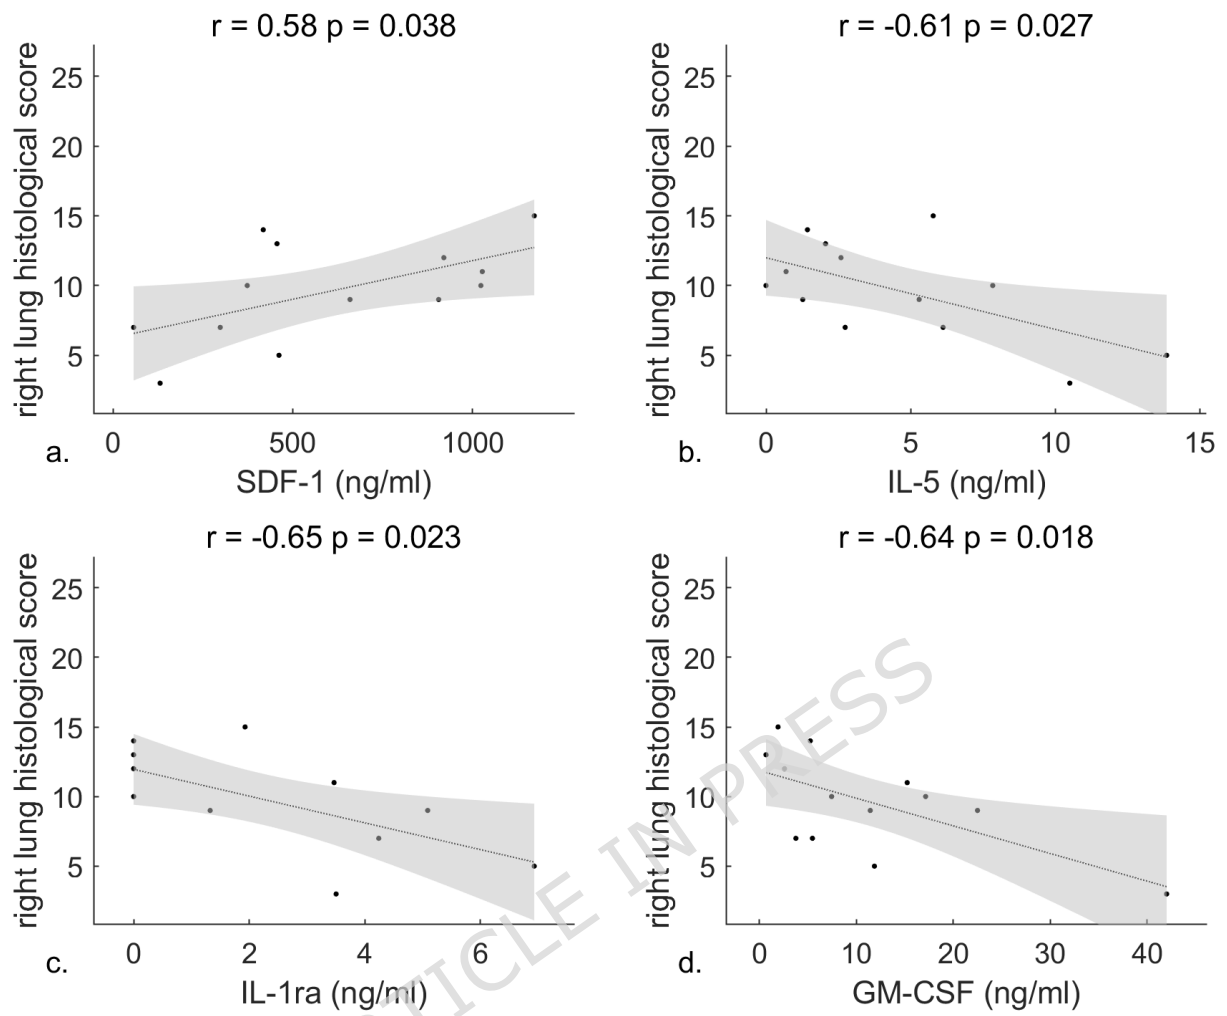 r = 0.58 p = 0.038
right lung histological score
25
20
15
10
5
0
500
1000
a.
SDF-1 (ng/ml)
r = -0.61 p = 0.027
right lung histological score
25
20
15
10
5
0
5
10
15
b.
IL-5 (ng/ml)
r = -0.65 p = 0.023
right lung histological score
25
20
15
10
5
0
2
4
6
c.
IL-1ra (ng/ml)
r = -0.64 p = 0.018
right lung histological score
25
20
15
10
5
0
10
20
30
40
d.
GM-CSF (ng/ml)
TICLE IN PRESS